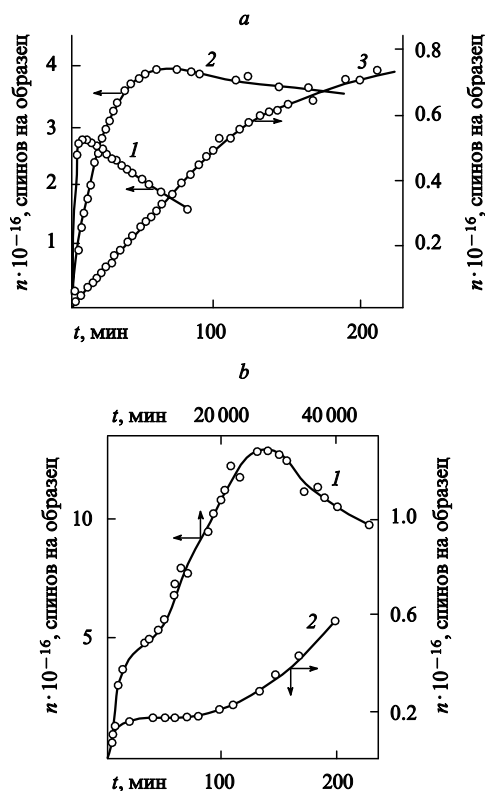 a
n·10⁻¹⁶, спинов на образец
4
3
2
1
1
2
3
0.8
0.6
0.4
0.2
n·10⁻¹⁶, спинов на образец
t, мин 100 200
b
t, мин 20 000 40 000
n·10⁻¹⁶, спинов на образец
10
5
1
2
1.0
0.6
0.2
n·10⁻¹⁶, спинов на образец
t, мин 100 200